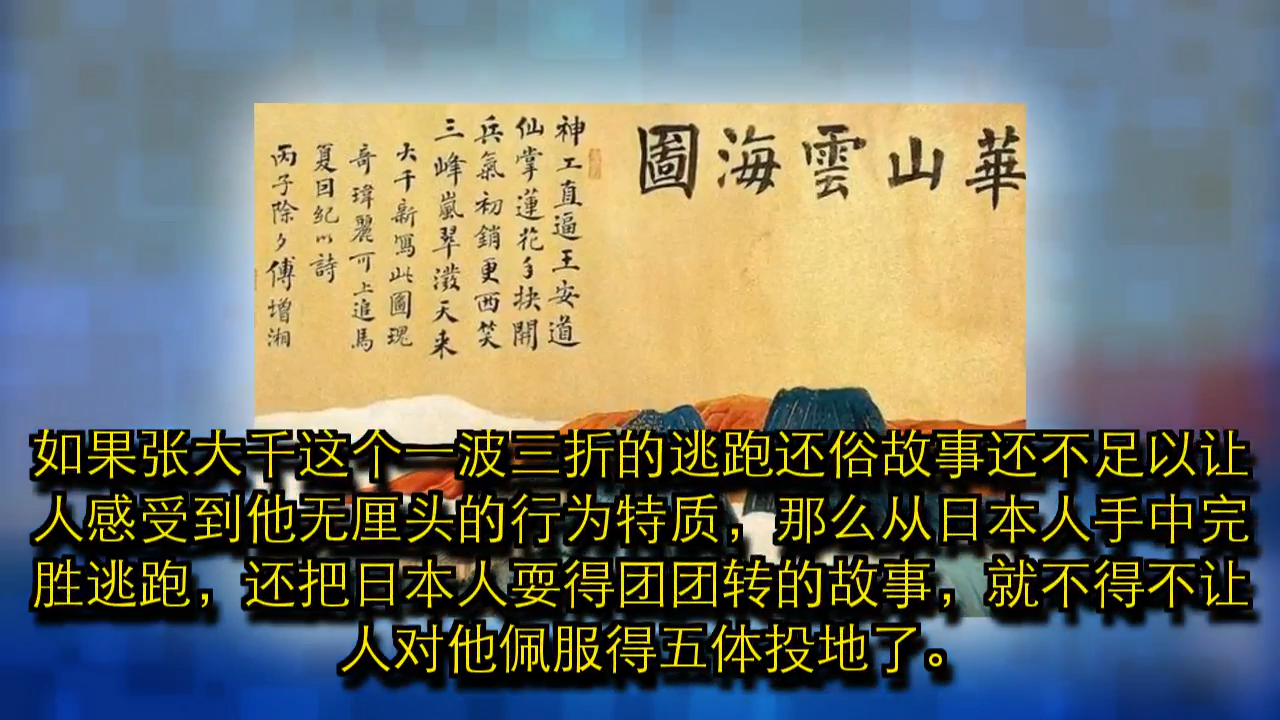 華山雲海圖
神工直逼王安道
仙掌蓮花手抉開
兵氣初銷更西笑
三峰嵐翠潑天来
大千新寫此圖瑰
奇瑋麗可上追馬
夏因紀以詩
丙子除夕傅增湘
如果张大千这个一波三折的逃跑还俗故事还不足以让
人感受到他无厘头的行为特质，那么从日本人手中完
胜逃跑，还把日本人耍得团团转的故事，就不得不让
人对他佩服得五体投地了。